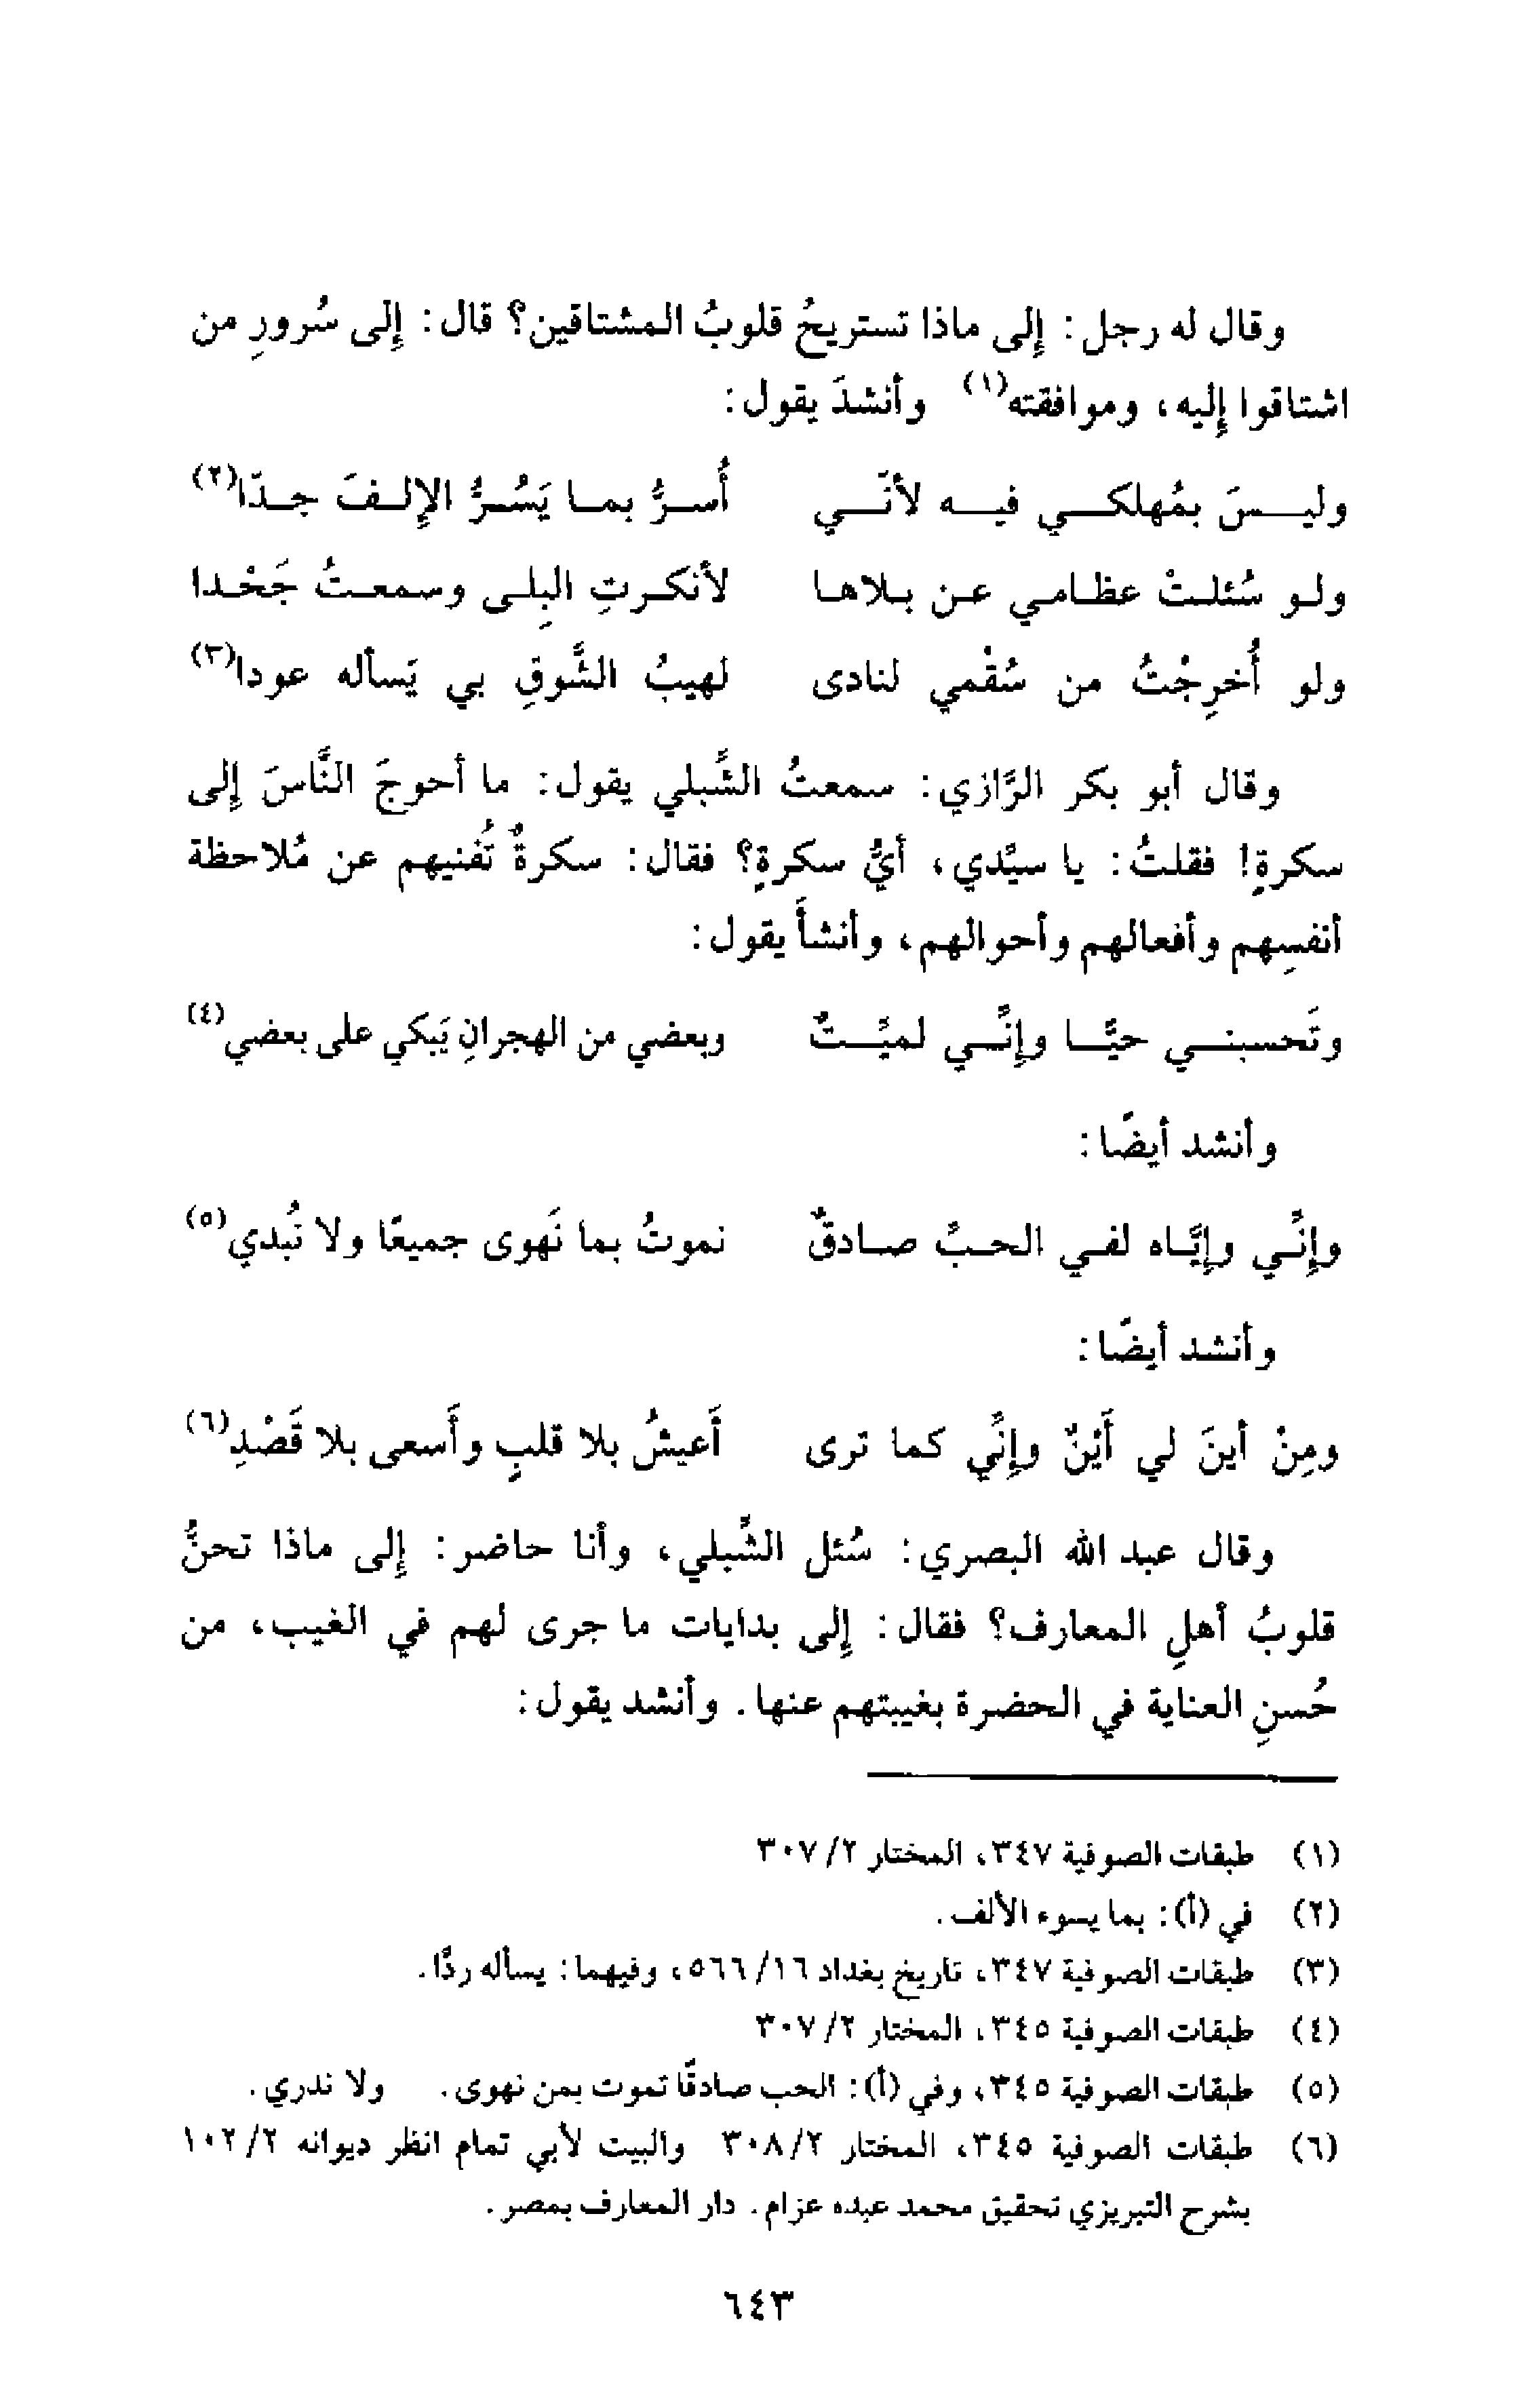 وقال له رجل: إلى ماذا تستريحُ قلوبُ المشتاقين؟ قال: إلى سُرورِ من
اشتاقوا إليه، وموافقته(١) وأنشدَ يقول:
وليسَ بمُهلكي فيه لأنّي أُسرُّ بما يَسُرُّ الإلفَ جدّا(٢)
ولو سُئلتْ عظامي عن بلاها لأنكرتِ البِلى وسمعتُ جَحْدا
ولو أُخرِجْتُ من سُقْمي لنادى لهيبُ الشَّوقِ بي يَسأله عودا(٣)
وقال أبو بكر الرَّازي: سمعتُ الشِّبلي يقول: ما أحوجَ النَّاسَ إلى
سكرةٍ! فقلتُ: يا سيِّدي، أيُّ سكرةٍ؟ فقال: سكرةٌ تُفنيهم عن مُلاحظة
أنفسِهم وأفعالهم وأحوالهم، وأنشأَ يقول:
وتَحسبني حيًّا وإنِّي لميِّتٌ وبعضي من الهجرانِ يَبكي على بعضي(٤)
وأنشد أيضًا:
وإنِّي وإيَّاه لفي الحبِّ صادقٌ نموتُ بما نَهوى جميعًا ولا نُبدي(٥)
وأنشد أيضًا:
ومِنْ أينَ لي أَيْنٌ وإنِّي كما ترى أَعيشُ بلا قلبٍ وأَسعى بلا قَصْدِ(٦)
وقال عبد الله البصري: سُئل الشِّبلي، وأنا حاضر: إلى ماذا تحنُّ
قلوبُ أهلِ المعارف؟ فقال: إلى بدايات ما جرى لهم في الغيب، من
حُسنِ العناية في الحضرة بغيبتهم عنها. وأنشد يقول:
(١) طبقات الصوفية ٣٤٧، المختار ٣٠٧/٢
(٢) في (أ): بما يسوء الألف.
(٣) طبقات الصوفية ٣٤٧، تاريخ بغداد ٥٦٦/١٦، وفيهما: يسأله ردَّا.
(٤) طبقات الصوفية ٣٤٥، المختار ٣٠٧/٢
(٥) طبقات الصوفية ٣٤٥، وفي (أ): الحب صادقًا تموت بمن نهوى. ولا ندري.
(٦) طبقات الصوفية ٣٤٥، المختار ٣٠٨/٢ والبيت لأبي تمام انظر ديوانه ١٠٢/٢
بشرح التبريزي تحقيق محمد عبده عزام. دار المعارف بمصر.
٦٤٣